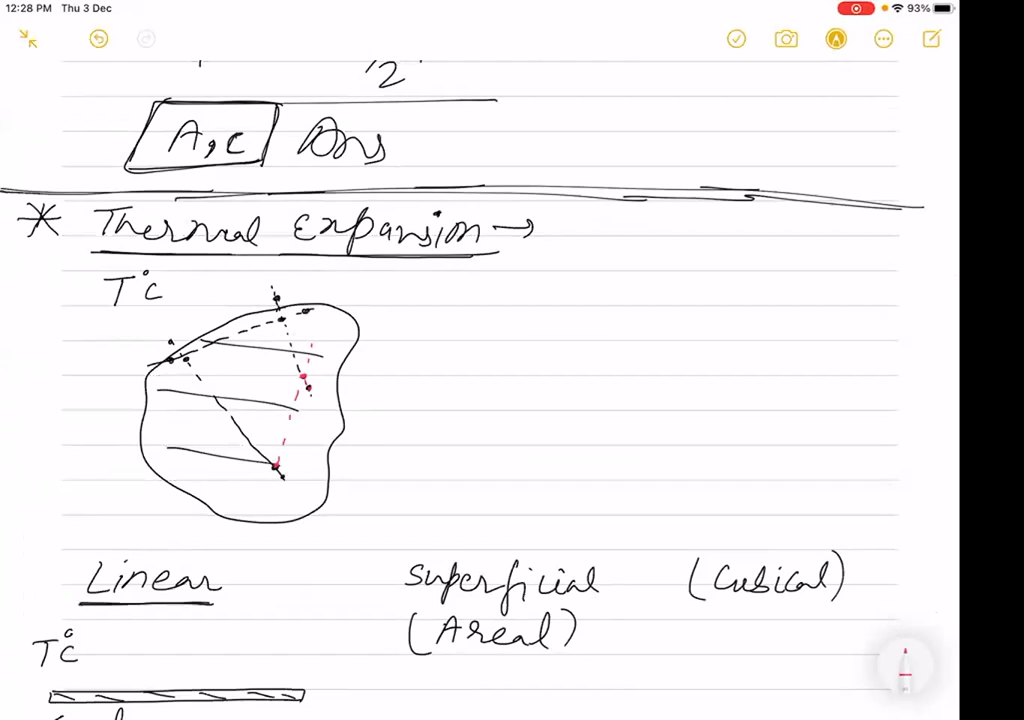 12:28 PM Thu 3 Dec
93%
2
A, C Ans
* Thermal Expansion →
T°C
Linear superficial (Cubical)
(Areal)
T°C